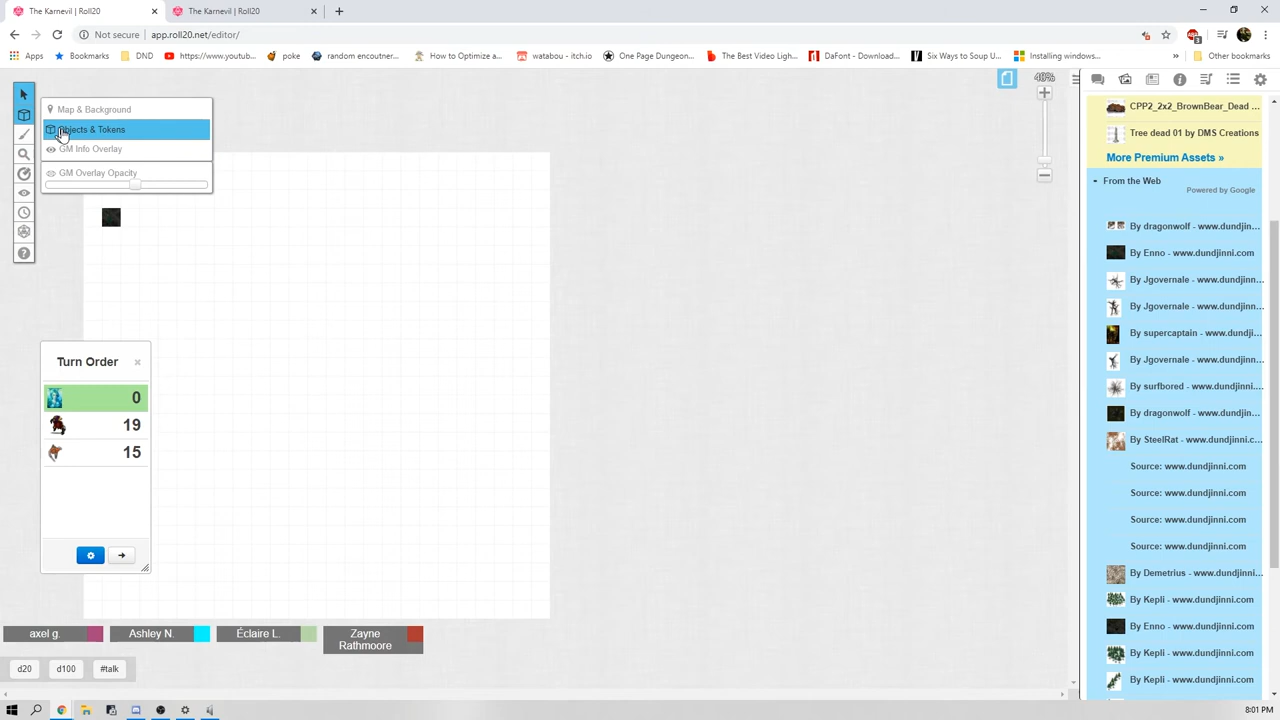 The Karnevil | Roll20
The Karnevil | Roll20
Not secure | app.roll20.net/editor/
Apps
Bookmarks
DND
https://www.youtub...
poke
random encoutner...
How to Optimize a...
watabou - itch.io
One Page Dungeon...
The Best Video Ligh...
DaFont - Download...
Six Ways to Soup U...
Installing windows...
»
Other bookmarks
Map & Background
Objects & Tokens
GM Info Overlay
GM Overlay Opacity
40%
Turn Order
0
19
15
axel g.
Ashley N.
Éclaire L.
Zayne
Rathmoore
d20
d100
#talk
CPP2_2x2_BrownBear_Dead ...
Tree dead 01 by DMS Creations
More Premium Assets »
From the Web
Powered by Google
By dragonwolf - www.dundjin...
By Enno - www.dundjinni.com
By Jgovernale - www.dundjinn...
By Jgovernale - www.dundjinn...
By supercaptain - www.dundji...
By Jgovernale - www.dundjinn...
By surfbored - www.dundjinni...
By dragonwolf - www.dundjin...
By SteelRat - www.dundjinni.c...
Source: www.dundjinni.com
Source: www.dundjinni.com
Source: www.dundjinni.com
Source: www.dundjinni.com
By Demetrius - www.dundjinni...
By Kepli - www.dundjinni.com
By Enno - www.dundjinni.com
By Kepli - www.dundjinni.com
By Kepli - www.dundjinni.com
8:01 PM